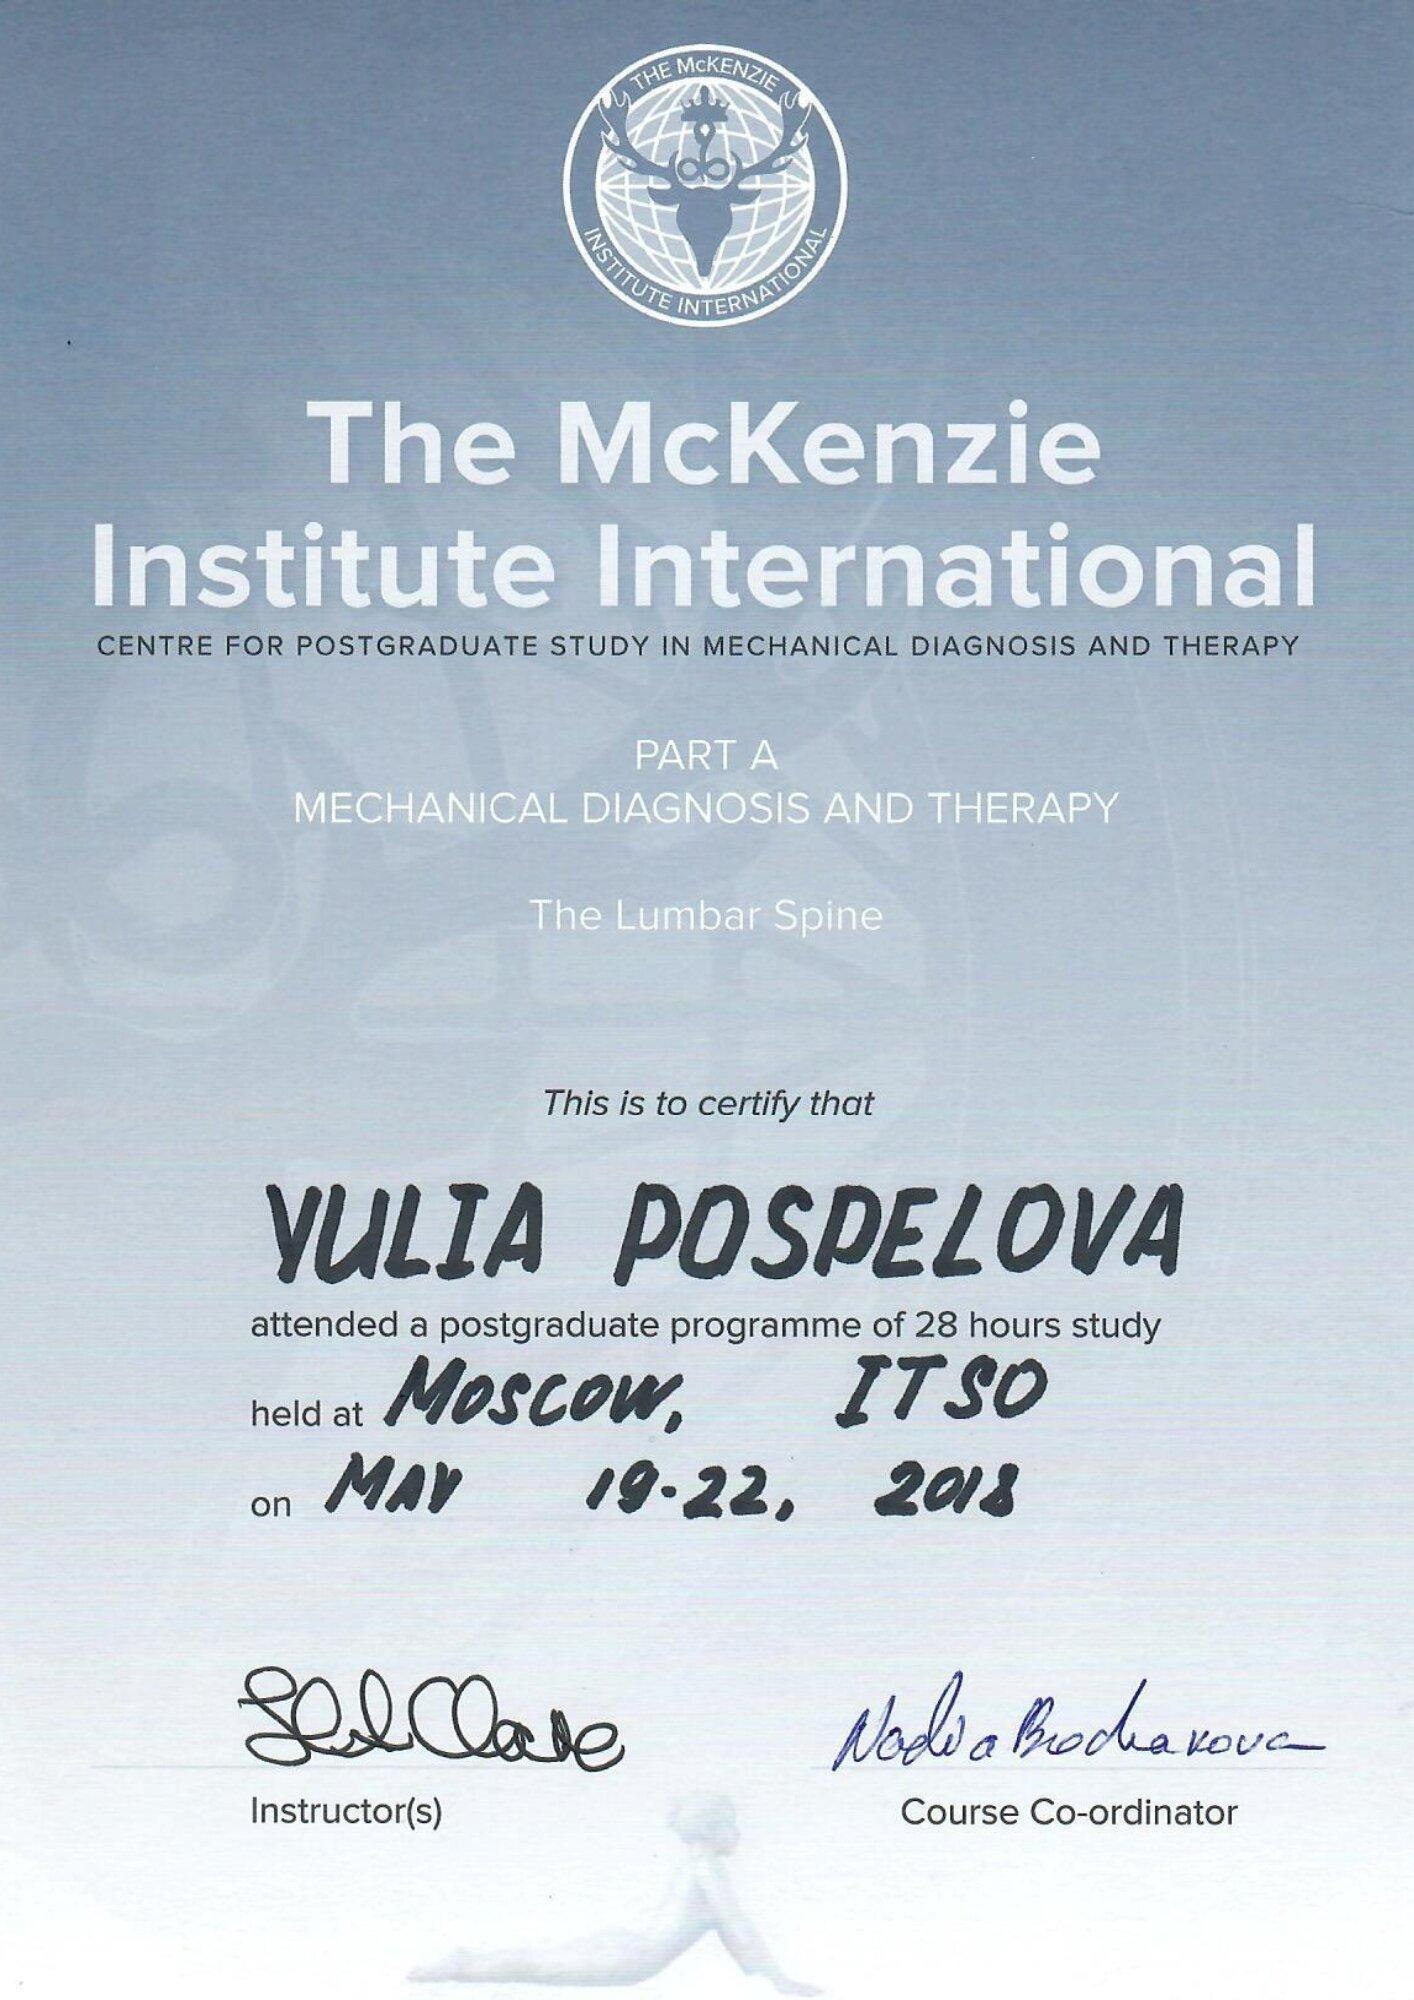 THE McKENZIE
INSTITUTE INTERNATIONAL
The McKenzie
Institute International
CENTRE FOR POSTGRADUATE STUDY IN MECHANICAL DIAGNOSIS AND THERAPY
PART A
MECHANICAL DIAGNOSIS AND THERAPY
The Lumbar Spine
This is to certify that
YULIA POSPELOVA
attended a postgraduate programme of 28 hours study
held at MOSCOW, ITSO
on MAY 19-22, 2018
Nadia
Instructor(s) Course Co-ordinator